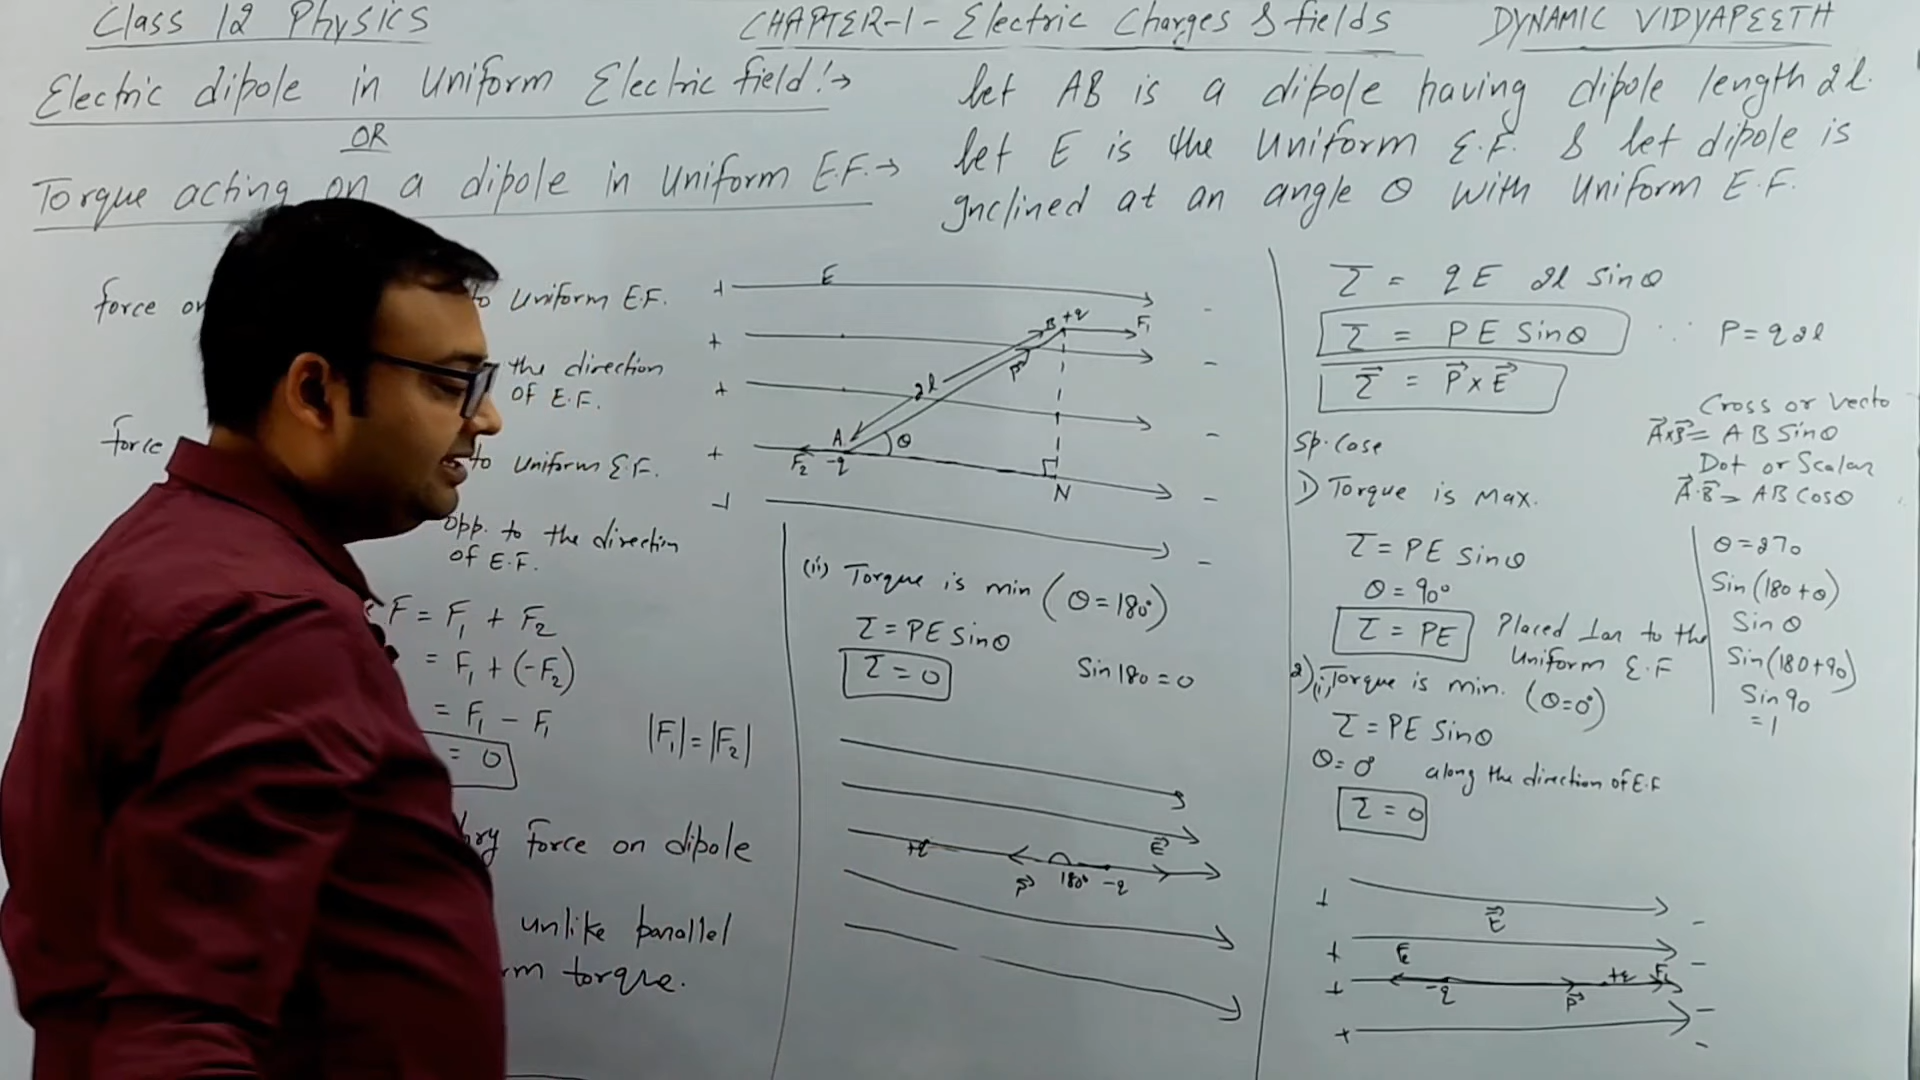 Class 12 Physics
CHAPTER-1 - Electric Charges & fields
DYNAMIC VIDYAPEETH
Electric dipole in Uniform Electric field:→
OR
Torque acting on a dipole in uniform E.F.→
let AB is a dipole having dipole length 2l.
let E is the Uniform E.F. & let dipole is
Inclined at an angle θ with Uniform E.F.
force on
to Uniform E.F.
the direction
of E.F.
force
to Uniform E.F.
opp. to the direction
of E.F.
F = F₁ + F₂
= F₁ + (-F₂)
= F₁ - F₁
= 0
|F₁| = |F₂|
force on dipole
unlike parallel
torque.
+ E
B +q F₁ -
+ P⃗ -
+ 2l
A θ -
+ F₂ -q N -
+ -
(ii) Torque is min (θ = 180°)
τ = PE Sinθ
τ = 0
Sin 180 = 0
+q E⃗
P⃗ 180° -q
τ = qE 2l Sinθ
τ = PE Sinθ ∵ P = q2l
τ⃗ = P⃗ × E⃗
Cross or Vecto
A⃗×B⃗ = AB Sinθ
Dot or Scalar
A⃗.B⃗ = AB Cosθ
Sp. Case
1) Torque is Max.
τ = PE Sinθ
θ = 90°
τ = PE
Placed ⊥ar to the
Uniform E.F
θ = 270
Sin(180+θ)
Sinθ
Sin(180+90)
Sin 90
= 1
2) (i) Torque is min. (θ=0°)
τ = PE Sinθ
θ = 0° along the direction of E.F
τ = 0
+ E⃗ -
+ F₂ -
+ -q P⃗ +q F₁ -
+ -